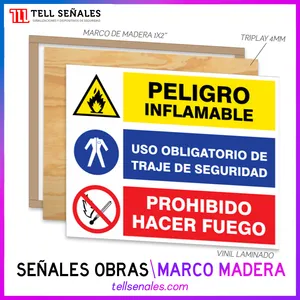 TELL SEÑALES
MARCO DE MADERA 1X2"
TRIPLAY 4MM
PELIGRO
INFLAMABLE
USO OBLIGATORIO DE
TRAJE DE SEGURIDAD
PROHIBIDO
HACER FUEGO
VINIL LAMINADO
SEÑALES OBRAS\MARCO MADERA
tellsenales.com